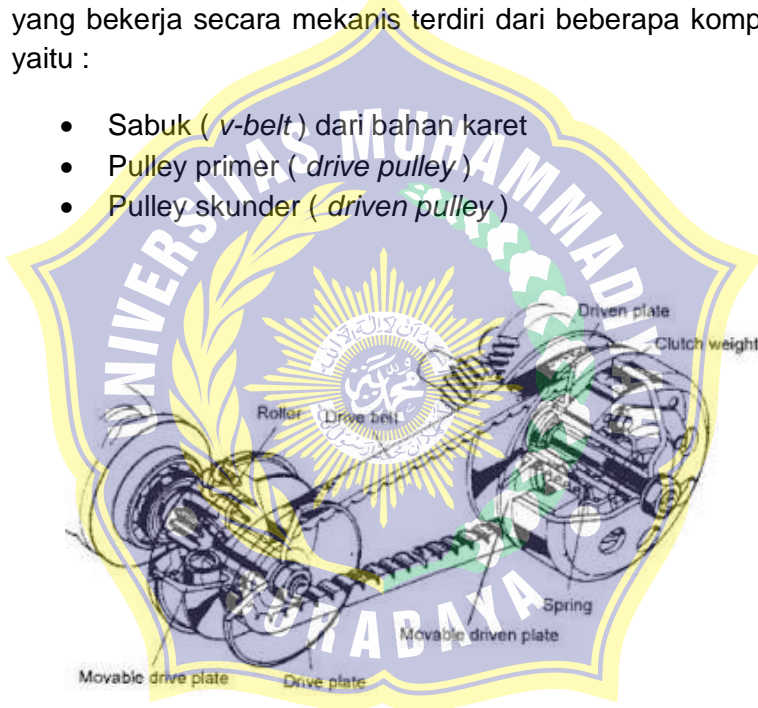 yang bekerja secara mekanis terdiri dari beberapa komp
yaitu :
• Sabuk ( v-belt ) dari bahan karet
• Pulley primer ( drive pulley )
• Pulley skunder ( driven pulley )
UNIVERSITAS MUHAMMADIYAH
SURABAYA
Driven plate
Clutch weight
Roller
Drive belt
Spring
Movable driven plate
Movable drive plate
Drive plate